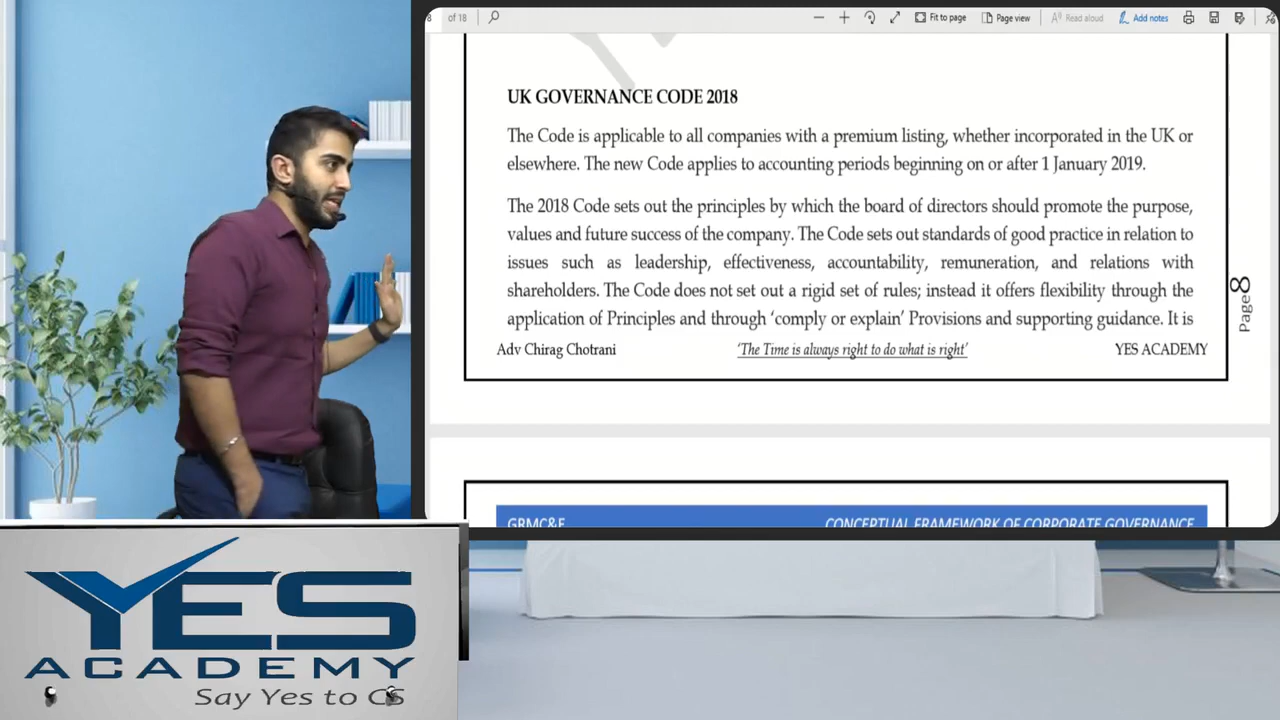 8 of 18 Fit to page Page view Read aloud Add notes
UK GOVERNANCE CODE 2018
The Code is applicable to all companies with a premium listing, whether incorporated in the UK or
elsewhere. The new Code applies to accounting periods beginning on or after 1 January 2019.
The 2018 Code sets out the principles by which the board of directors should promote the purpose,
values and future success of the company. The Code sets out standards of good practice in relation to
issues such as leadership, effectiveness, accountability, remuneration, and relations with
shareholders. The Code does not set out a rigid set of rules; instead it offers flexibility through the
application of Principles and through ‘comply or explain’ Provisions and supporting guidance. It is
Page 8
Adv Chirag Chotrani ‘The Time is always right to do what is right’ YES ACADEMY
GRMC&E CONCEPTUAL FRAMEWORK OF CORPORATE GOVERNANCE
YES
ACADEMY
Say Yes to CS